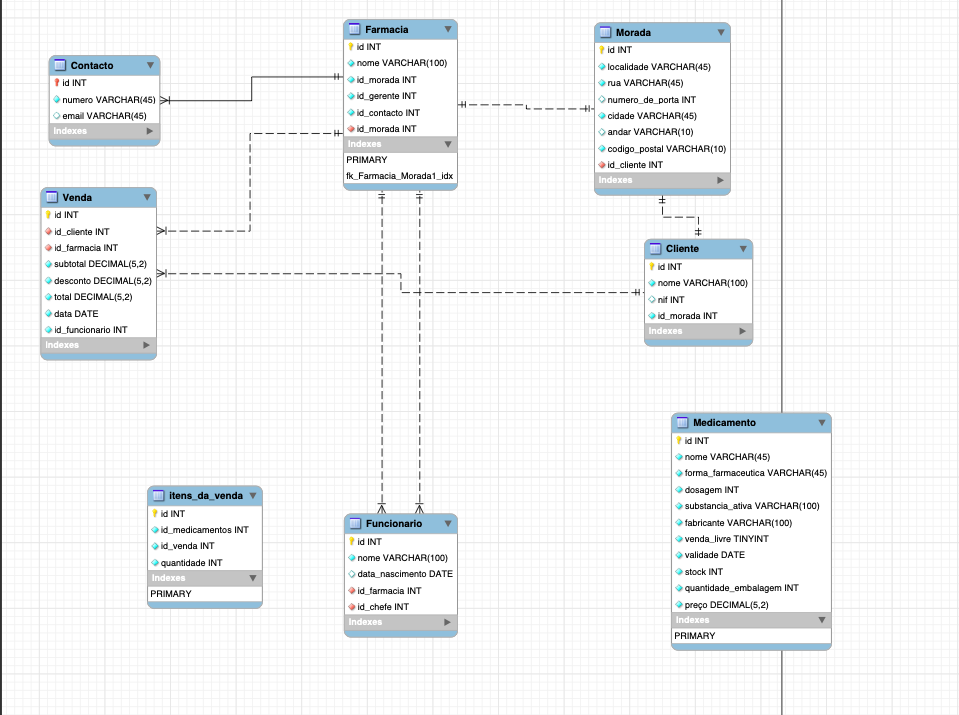 Farmacia
id INT
nome VARCHAR(100)
id_morada INT
id_gerente INT
id_contacto INT
id_morada INT
Indexes
PRIMARY
fk_Farmacia_Morada1_idx
Morada
id INT
localidade VARCHAR(45)
rua VARCHAR(45)
numero_de_porta INT
cidade VARCHAR(45)
andar VARCHAR(10)
codigo_postal VARCHAR(10)
id_cliente INT
Indexes
Contacto
id INT
numero VARCHAR(45)
email VARCHAR(45)
Indexes
Venda
id INT
id_cliente INT
id_farmacia INT
subtotal DECIMAL(5,2)
desconto DECIMAL(5,2)
total DECIMAL(5,2)
data DATE
id_funcionario INT
Indexes
Cliente
id INT
nome VARCHAR(100)
nif INT
id_morada INT
Indexes
Medicamento
id INT
nome VARCHAR(45)
forma_farmaceutica VARCHAR(45)
dosagem INT
substancia_ativa VARCHAR(100)
fabricante VARCHAR(100)
venda_livre TINYINT
validade DATE
stock INT
quantidade_embalagem INT
preço DECIMAL(5,2)
Indexes
PRIMARY
itens_da_venda
id INT
id_medicamentos INT
id_venda INT
quantidade INT
Indexes
PRIMARY
Funcionario
id INT
nome VARCHAR(100)
data_nascimento DATE
id_farmacia INT
id_chefe INT
Indexes